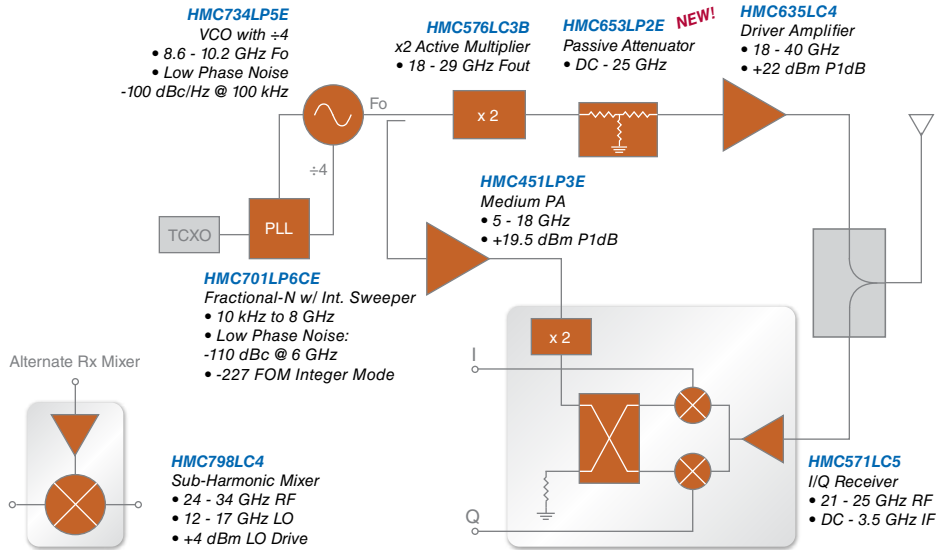 HMC734LP5E
VCO with ÷4
• 8.6 - 10.2 GHz Fo
• Low Phase Noise
-100 dBc/Hz @ 100 kHz
HMC576LC3B
x2 Active Multiplier
• 18 - 29 GHz Fout
HMC653LP2E
NEW!
Passive Attenuator
• DC - 25 GHz
HMC635LC4
Driver Amplifier
• 18 - 40 GHz
• +22 dBm P1dB
Fo
x 2
÷4
TCXO
PLL
HMC451LP3E
Medium PA
• 5 - 18 GHz
• +19.5 dBm P1dB
HMC701LP6CE
Fractional-N w/ Int. Sweeper
• 10 kHz to 8 GHz
• Low Phase Noise:
-110 dBc @ 6 GHz
• -227 FOM Integer Mode
x 2
I
Q
Alternate Rx Mixer
HMC798LC4
Sub-Harmonic Mixer
• 24 - 34 GHz RF
• 12 - 17 GHz LO
• +4 dBm LO Drive
HMC571LC5
I/Q Receiver
• 21 - 25 GHz RF
• DC - 3.5 GHz IF